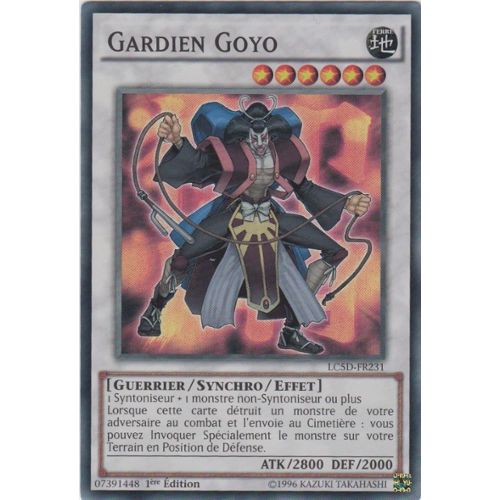 GARDIEN GOYO
TERRE
地
LC5D-FR231
[GUERRIER/SYNCHRO/EFFET]
1 Syntoniseur + 1 monstre non-Syntoniseur ou plus
Lorsque cette carte détruit un monstre de votre
adversaire au combat et l'envoie au Cimetière : vous
pouvez Invoquer Spécialement le monstre sur votre
Terrain en Position de Défense.
ATK/2800 DEF/2000
07391448 1ère Édition ©1996 KAZUKI TAKAHASHI